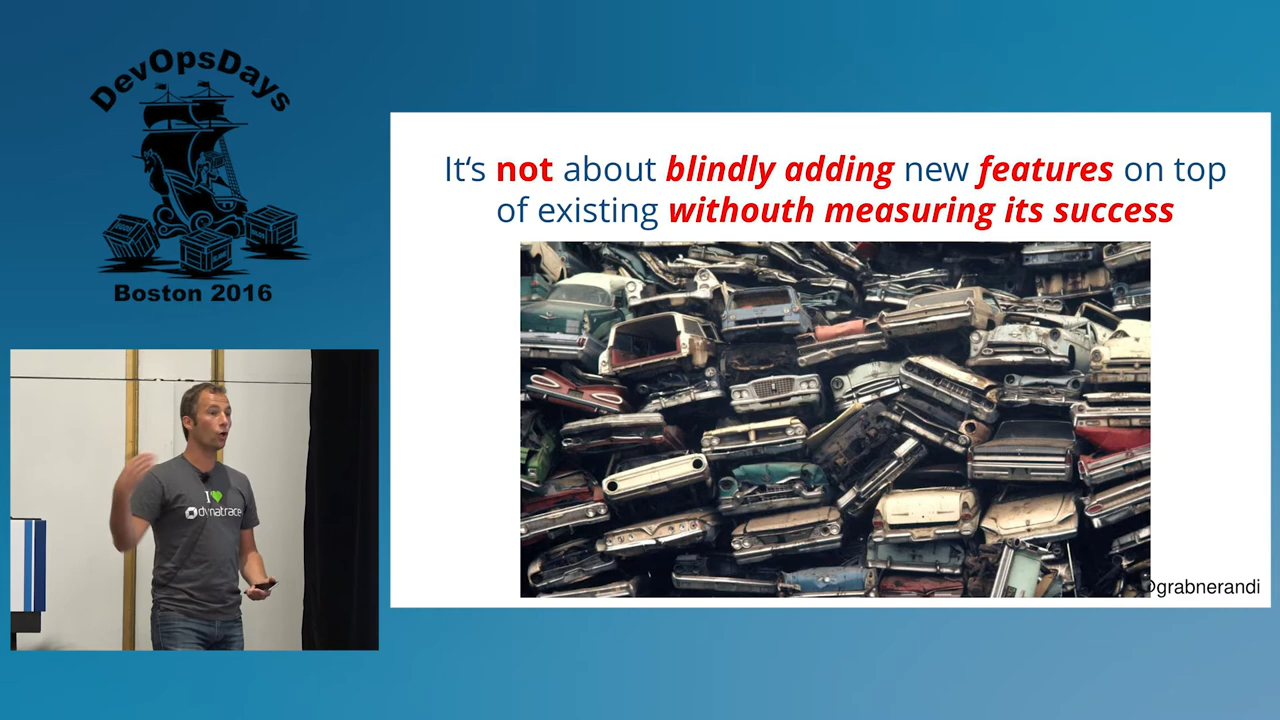 DevOpsDays
Boston 2016
It‘s not about blindly adding new features on top
of existing withouth measuring its success
I
dynatrace
@grabnerandi